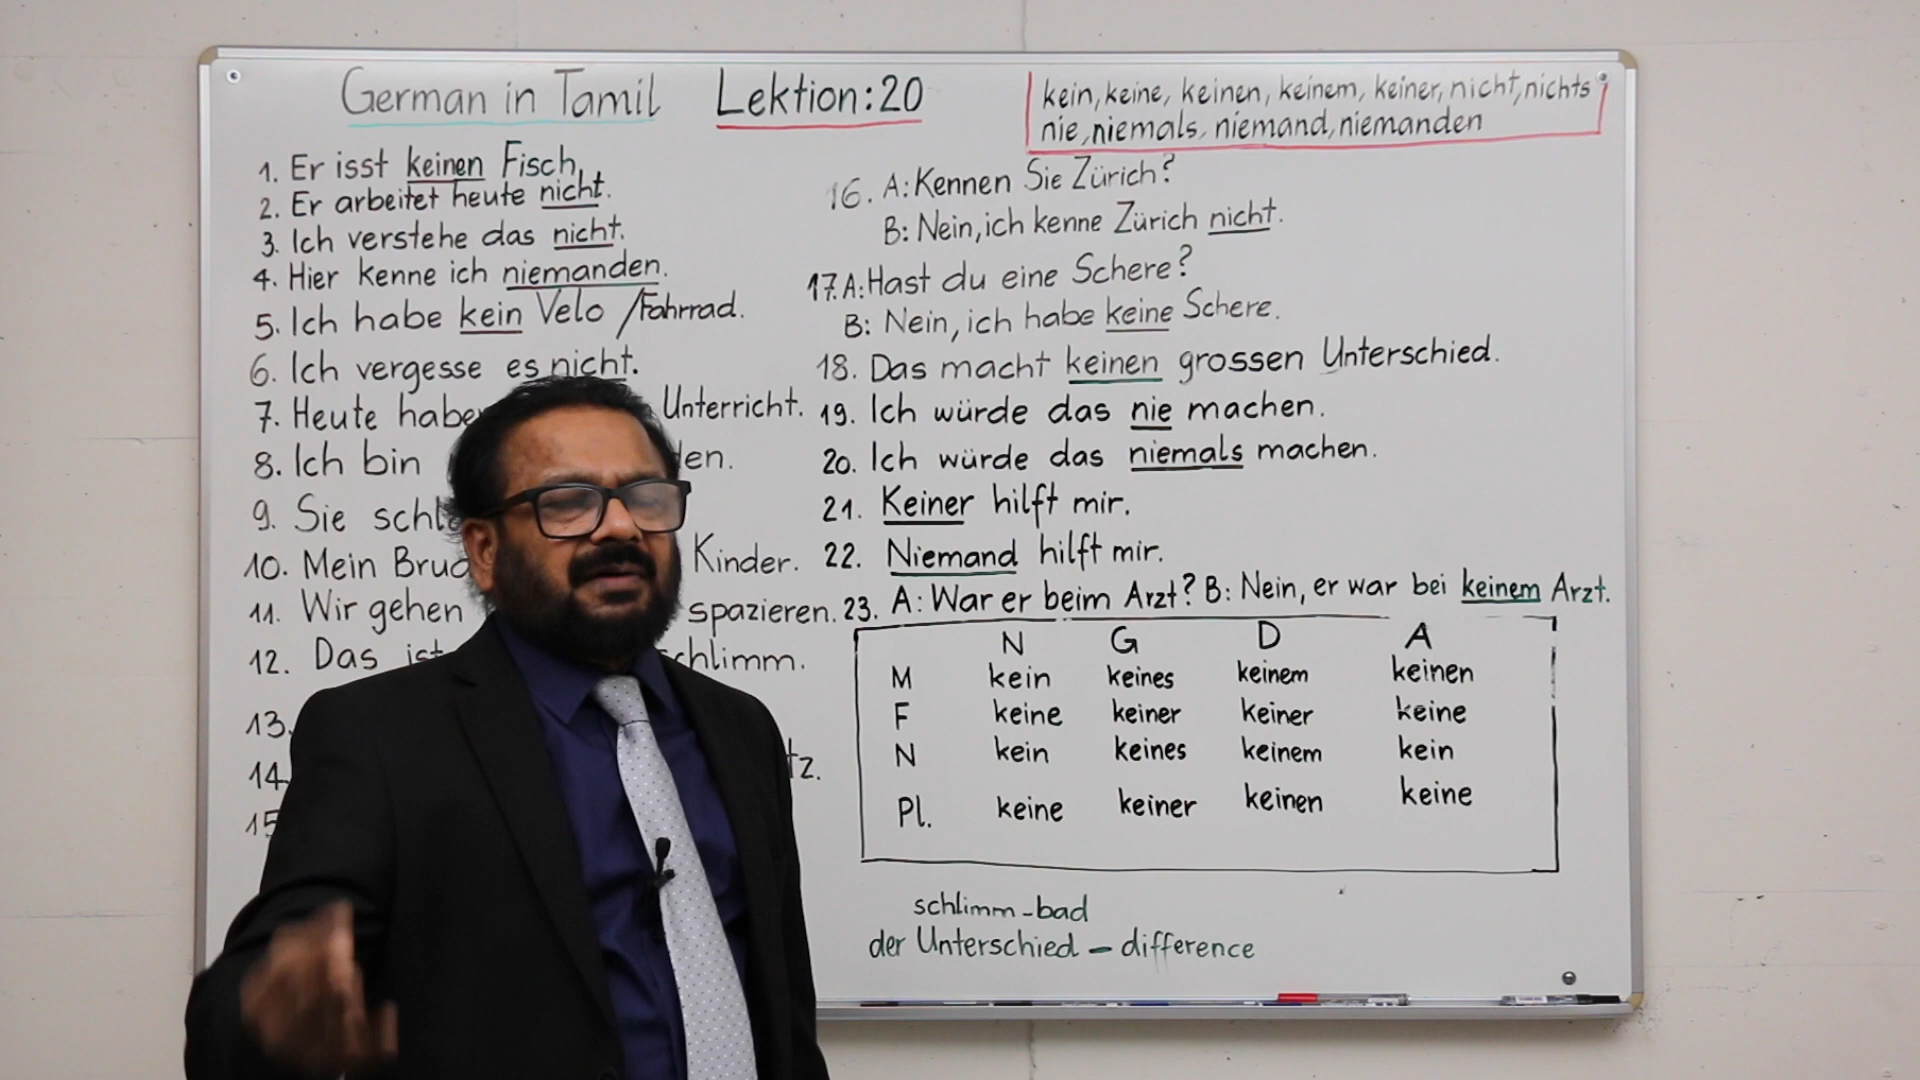 German in Tamil Lektion:20
kein, keine, keinen, keinem, keiner, nicht, nichts
nie, niemals, niemand, niemanden
1. Er isst keinen Fisch.
2. Er arbeitet heute nicht.
3. Ich verstehe das nicht.
4. Hier kenne ich niemanden.
5. Ich habe kein Velo /Fahrrad.
6. Ich vergesse es nicht.
7. Heute Unterricht.
8. Ich bin
9. Sie
10. Mein Kinder.
11. Wir gehen spazieren.
12. Das
13.
14.
15
16. A: Kennen Sie Zürich?
B: Nein, ich kenne Zürich nicht.
17. A: Hast du eine Schere?
B: Nein, ich habe keine Schere.
18. Das macht keinen grossen Unterschied.
19. Ich würde das nie machen.
20. Ich würde das niemals machen.
21. Keiner hilft mir.
22. Niemand hilft mir.
23. A: War er beim Arzt? B: Nein, er war bei keinem Arzt.
N G D A
M kein keines keinem keinen
F keine keiner keiner keine
N kein keines keinem kein
Pl. keine keiner keinen keine
schlimm - bad
der Unterschied - difference